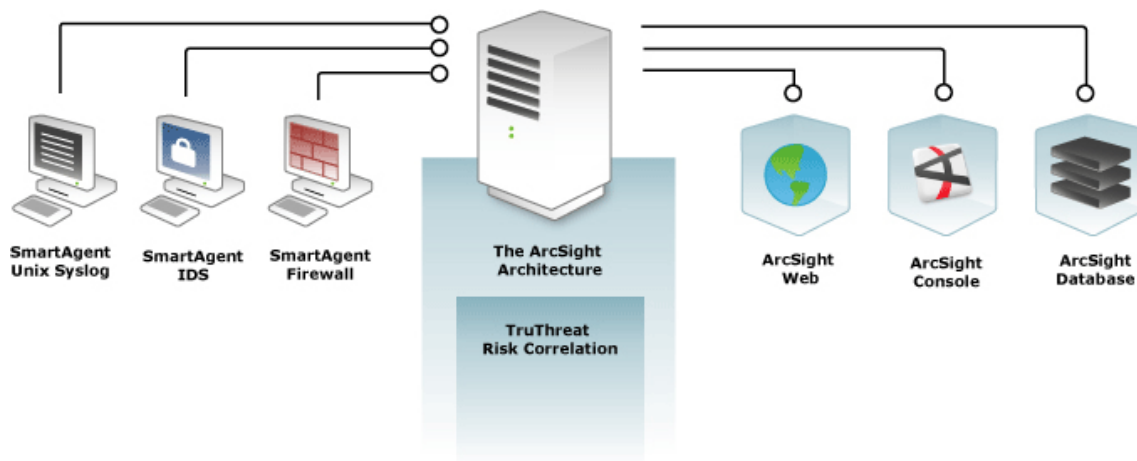 SmartAgent
Unix Syslog
SmartAgent
IDS
SmartAgent
Firewall
The ArcSight
Architecture
TruThreat
Risk Correlation
ArcSight
Web
ArcSight
Console
ArcSight
Database